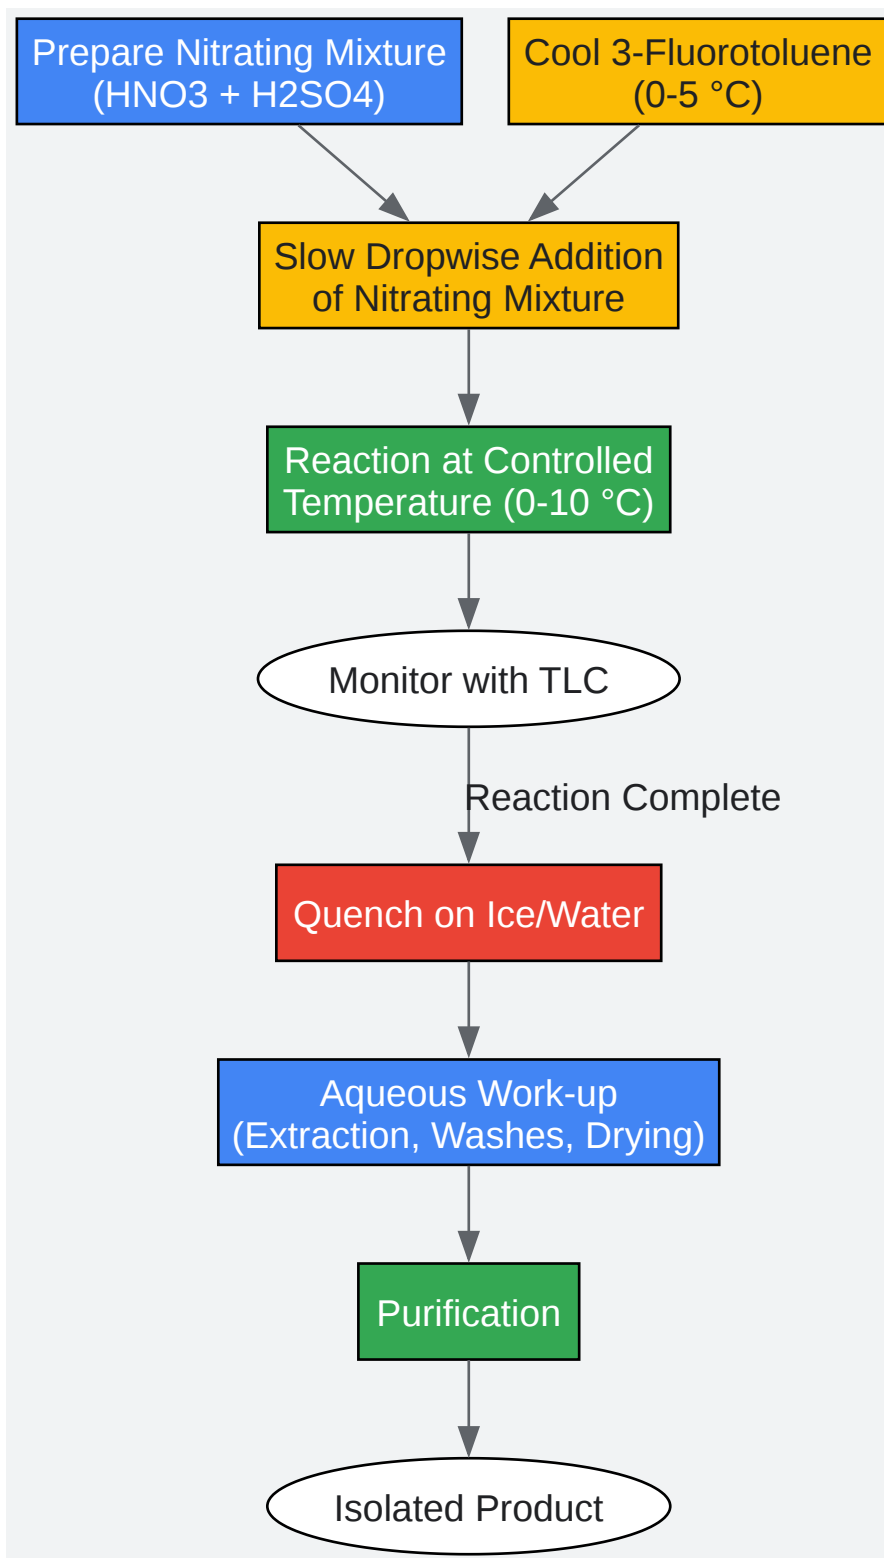 Prepare Nitrating Mixture
(HNO3 + H2SO4)
Cool 3-Fluorotoluene
(0-5 °C)
Slow Dropwise Addition
of Nitrating Mixture
Reaction at Controlled
Temperature (0-10 °C)
Monitor with TLC
Reaction Complete
Quench on Ice/Water
Aqueous Work-up
(Extraction, Washes, Drying)
Purification
Isolated Product